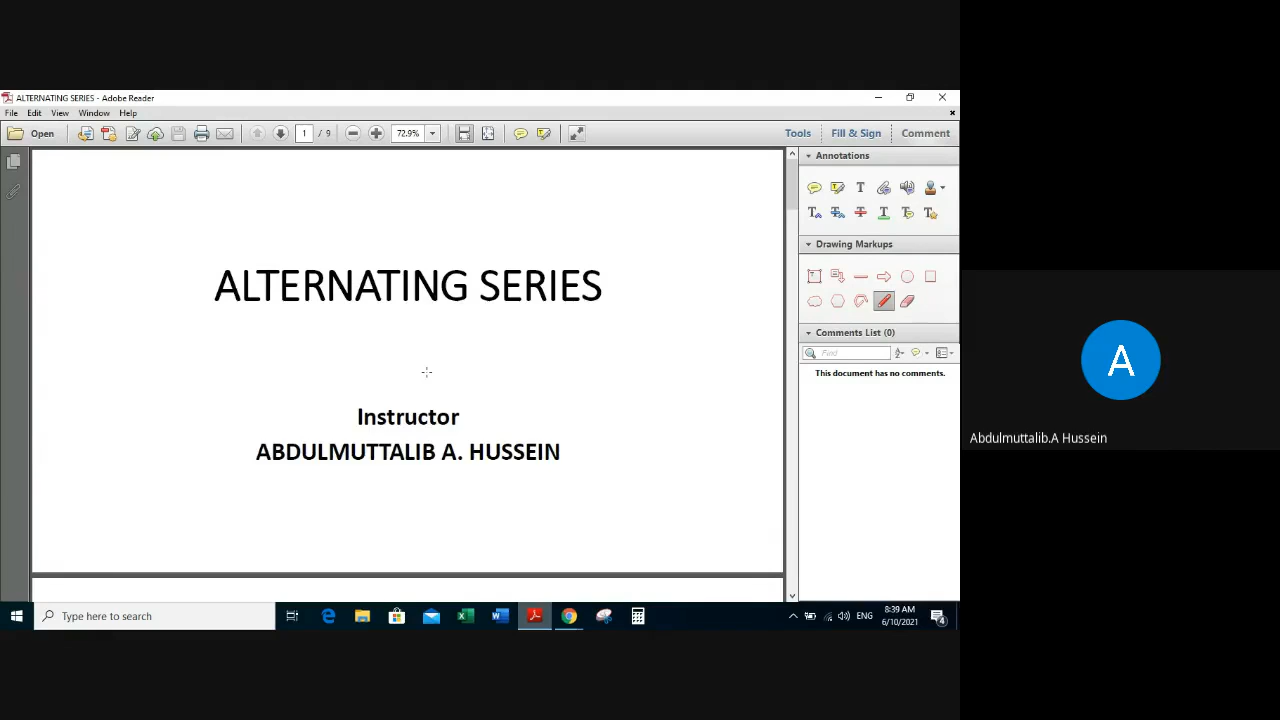 ALTERNATING SERIES - Adobe Reader
File Edit View Window Help
Open 1 / 9 72.9% Tools Fill & Sign Comment
Annotations
Drawing Markups
Comments List (0)
Find
This document has no comments.
ALTERNATING SERIES
Instructor
ABDULMUTTALIB A. HUSSEIN
A
Abdulmuttalib.A Hussein
Type here to search
ENG
8:39 AM
6/10/2021
4